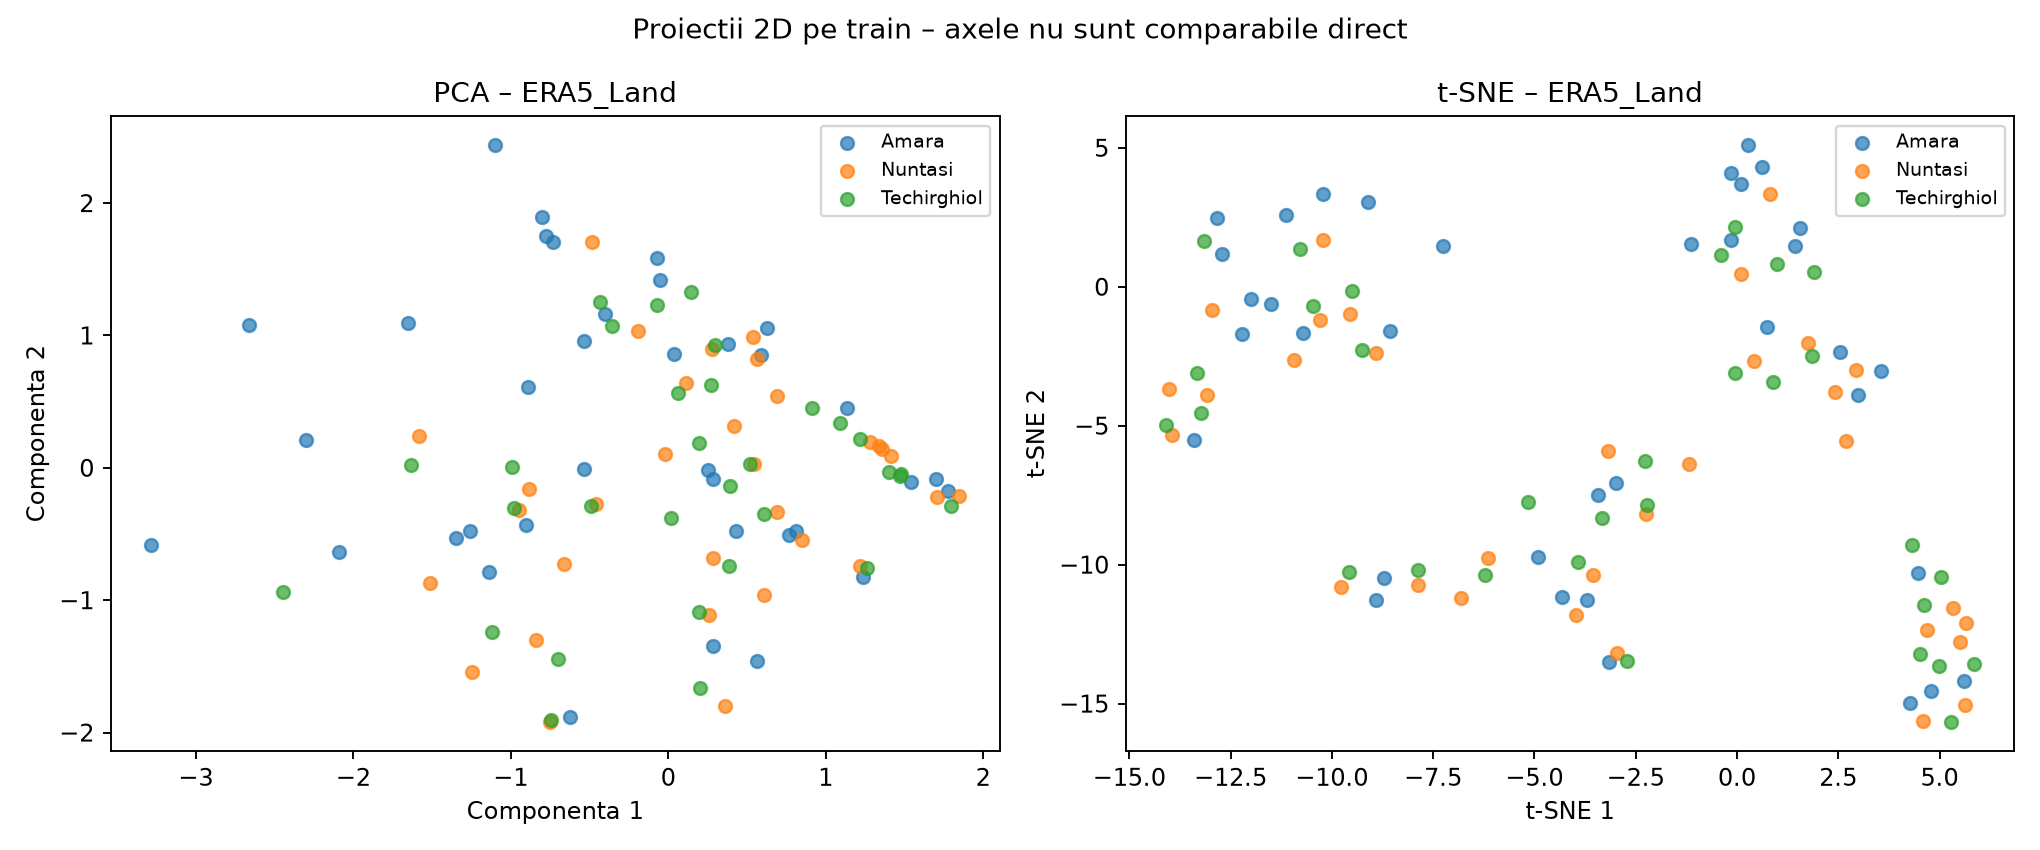 Proiectii 2D pe train – axele nu sunt comparabile direct
PCA – ERA5_Land
Amara
Nuntasi
Techirghiol
2
1
0
−1
−2
Componenta 2
−3
−2
−1
0
1
2
Componenta 1
t-SNE – ERA5_Land
Amara
Nuntasi
Techirghiol
5
0
−5
−10
−15
t-SNE 2
−15.0
−12.5
−10.0
−7.5
−5.0
−2.5
0.0
2.5
5.0
t-SNE 1